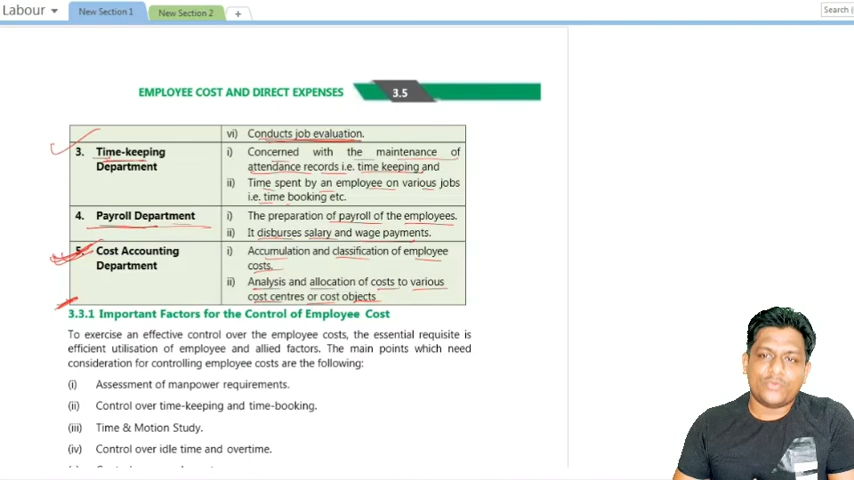 Labour
New Section 1
New Section 2
+
Search (
EMPLOYEE COST AND DIRECT EXPENSES
3.5
vi) Conducts job evaluation.
3. Time-keeping Department
i) Concerned with the maintenance of
attendance records i.e. time keeping and
ii) Time spent by an employee on various jobs
i.e. time booking etc.
4. Payroll Department
i) The preparation of payroll of the employees.
ii) It disburses salary and wage payments.
5. Cost Accounting
Department
i) Accumulation and classification of employee
costs.
ii) Analysis and allocation of costs to various
cost centres or cost objects
3.3.1 Important Factors for the Control of Employee Cost
To exercise an effective control over the employee costs, the essential requisite is
efficient utilisation of employee and allied factors. The main points which need
consideration for controlling employee costs are the following:
(i) Assessment of manpower requirements.
(ii) Control over time-keeping and time-booking.
(iii) Time & Motion Study.
(iv) Control over idle time and overtime.